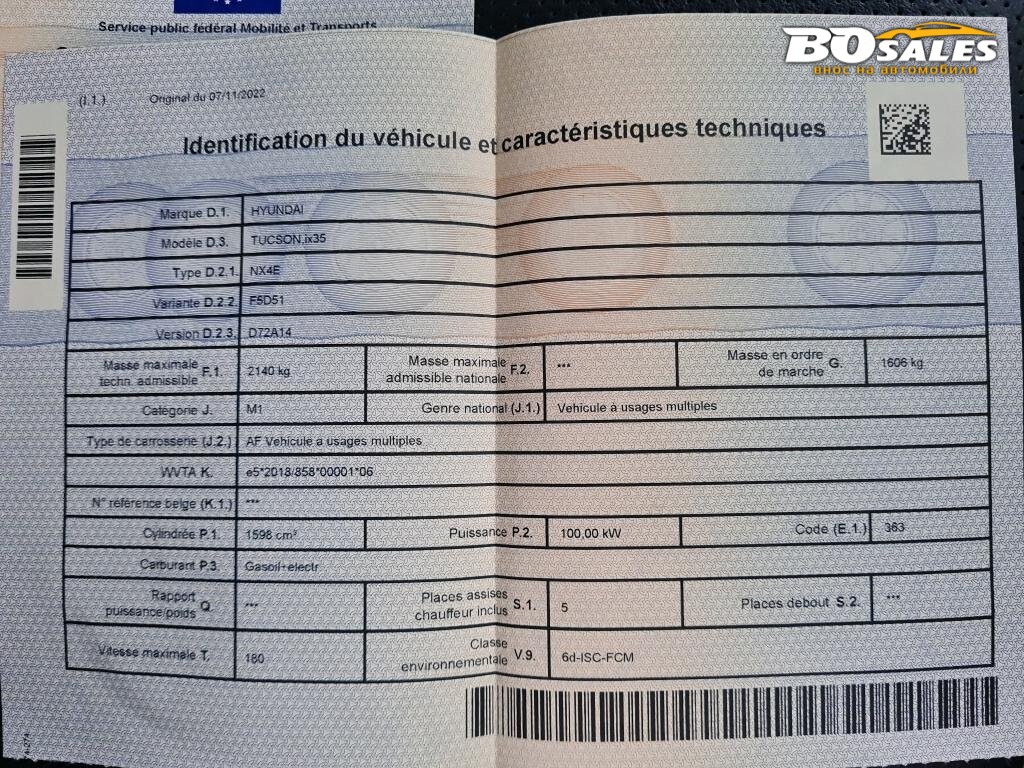 Service public fédéral Mobilité et Transports
BOSALES
внос на автомобили
(I.1.) Original du 07/11/2022
Identification du véhicule et caractéristiques techniques
Marque D.1. HYUNDAI
Modèle D.3. TUCSON,ix35
Type D.2.1. NX4E
Variante D.2.2. F5D51
Version D.2.3. D72A14
Masse maximale techn. admissible F.1. 2140 kg Masse maximale admissible nationale F.2. *** Masse en ordre de marche G. 1606 kg
Catégorie J. M1 Genre national (J.1.) Vehicule à usages multiples
Type de carrosserie (J.2.) AF Vehicule a usages multiples
WVTA K. e5*2018/858*00001*06
N° référence belge (K.1.) ***
Cylindrée P.1. 1598 cm³ Puissance P.2. 100,00 kW Code (E.1.) 363
Carburant P.3. Gasoil+electr.
Rapport puissance/poids Q. *** Places assises chauffeur inclus S.1. 5 Places debout S.2. ***
Vitesse maximale T. 180 Classe environnementale V.9. 6d-ISC-FCM